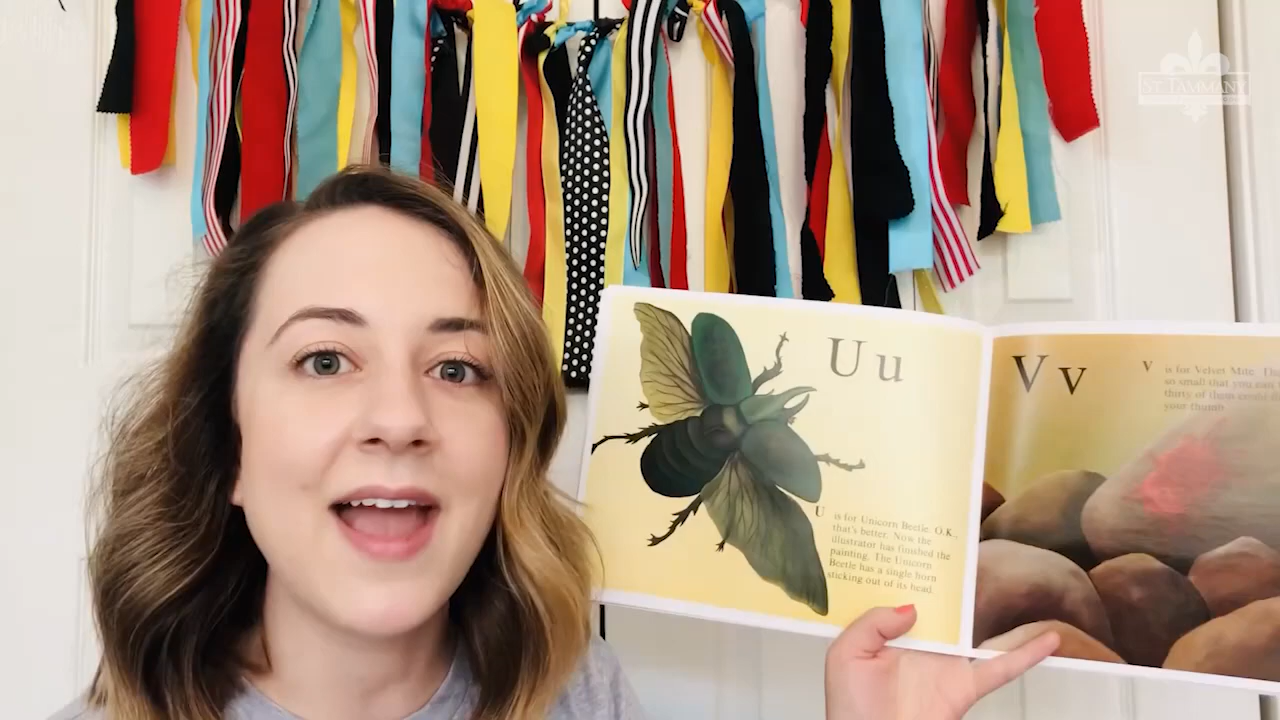 ST. TAMMANY
U u
U is for Unicorn Beetle. O.K.,
that's better. Now the
illustrator has finished the
painting. The Unicorn
Beetle has a single horn
sticking out of its head.
V v
V is for Velvet Mite.
so small that you can
thirty of them could
your thumb